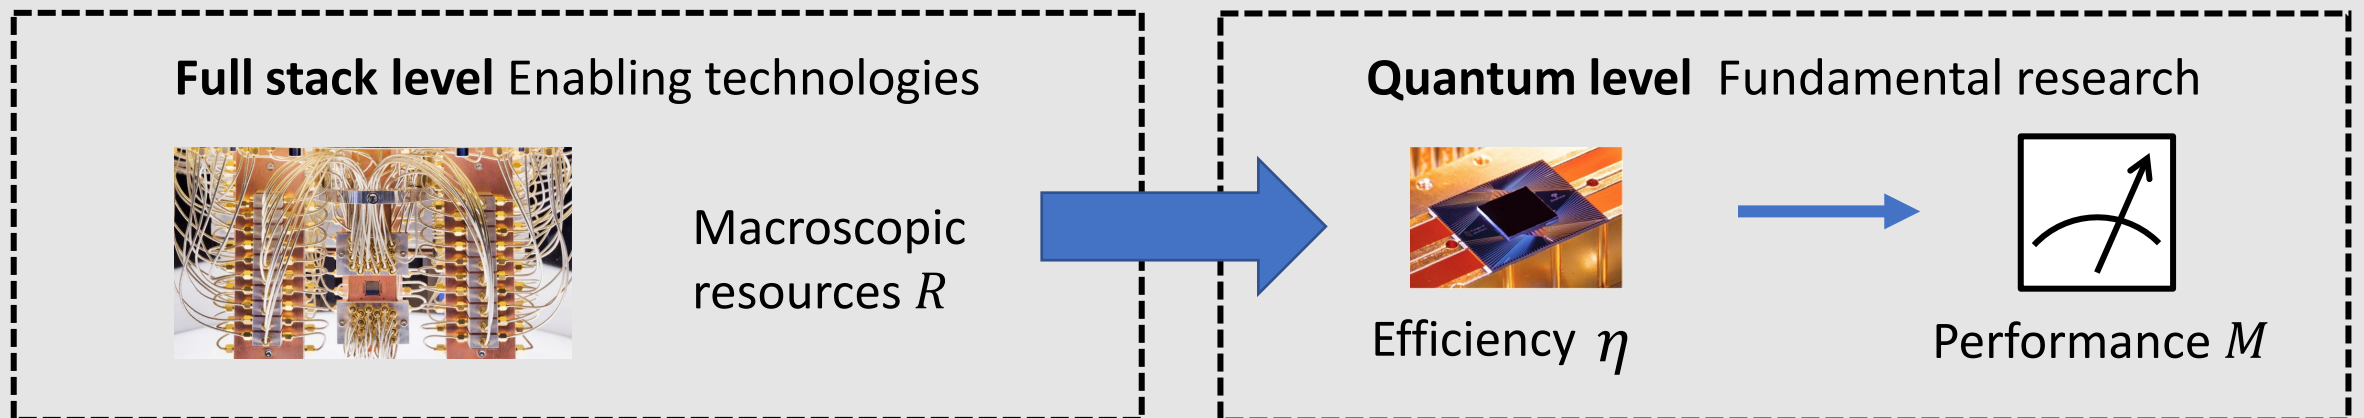 Full stack level Enabling technologies
Macroscopic
resources R
Quantum level Fundamental research
Efficiency η
Performance M